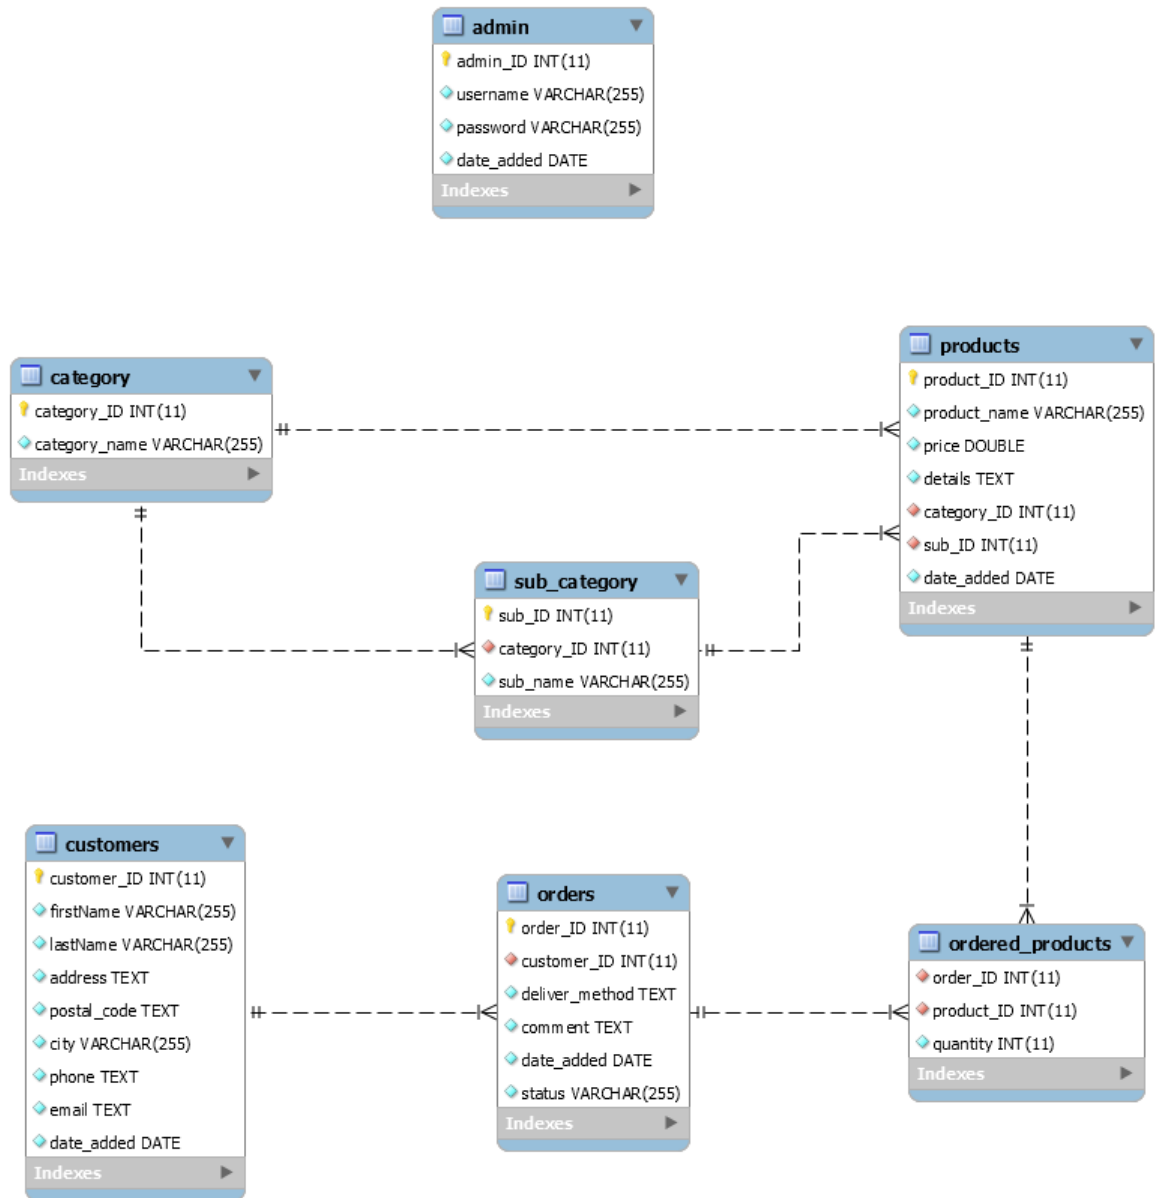 admin
admin_ID INT(11)
username VARCHAR(255)
password VARCHAR(255)
date_added DATE
Indexes
category
category_ID INT(11)
category_name VARCHAR(255)
Indexes
products
product_ID INT(11)
product_name VARCHAR(255)
price DOUBLE
details TEXT
category_ID INT(11)
sub_ID INT(11)
date_added DATE
Indexes
sub_category
sub_ID INT(11)
category_ID INT(11)
sub_name VARCHAR(255)
Indexes
customers
customer_ID INT(11)
firstName VARCHAR(255)
lastName VARCHAR(255)
address TEXT
postal_code TEXT
city VARCHAR(255)
phone TEXT
email TEXT
date_added DATE
Indexes
orders
order_ID INT(11)
customer_ID INT(11)
deliver_method TEXT
comment TEXT
date_added DATE
status VARCHAR(255)
Indexes
ordered_products
order_ID INT(11)
product_ID INT(11)
quantity INT(11)
Indexes